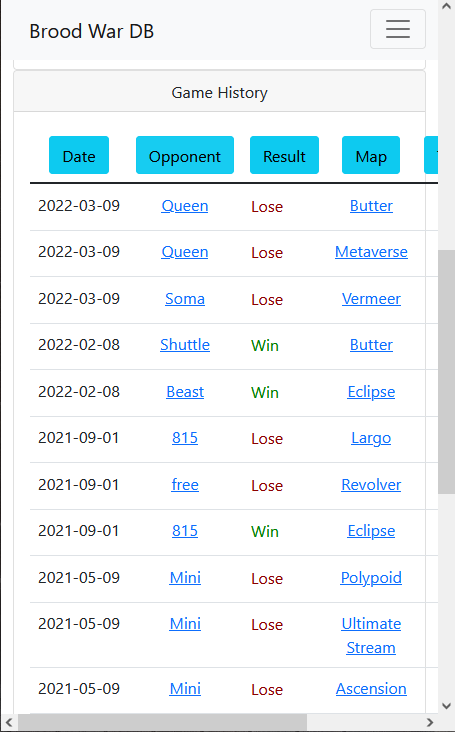 Brood War DB
Game History
Date Opponent Result Map
2022-03-09 Queen Lose Butter
2022-03-09 Queen Lose Metaverse
2022-03-09 Soma Lose Vermeer
2022-02-08 Shuttle Win Butter
2022-02-08 Beast Win Eclipse
2021-09-01 815 Lose Largo
2021-09-01 free Lose Revolver
2021-09-01 815 Win Eclipse
2021-05-09 Mini Lose Polypoid
2021-05-09 Mini Lose Ultimate
Stream
2021-05-09 Mini Lose Ascension